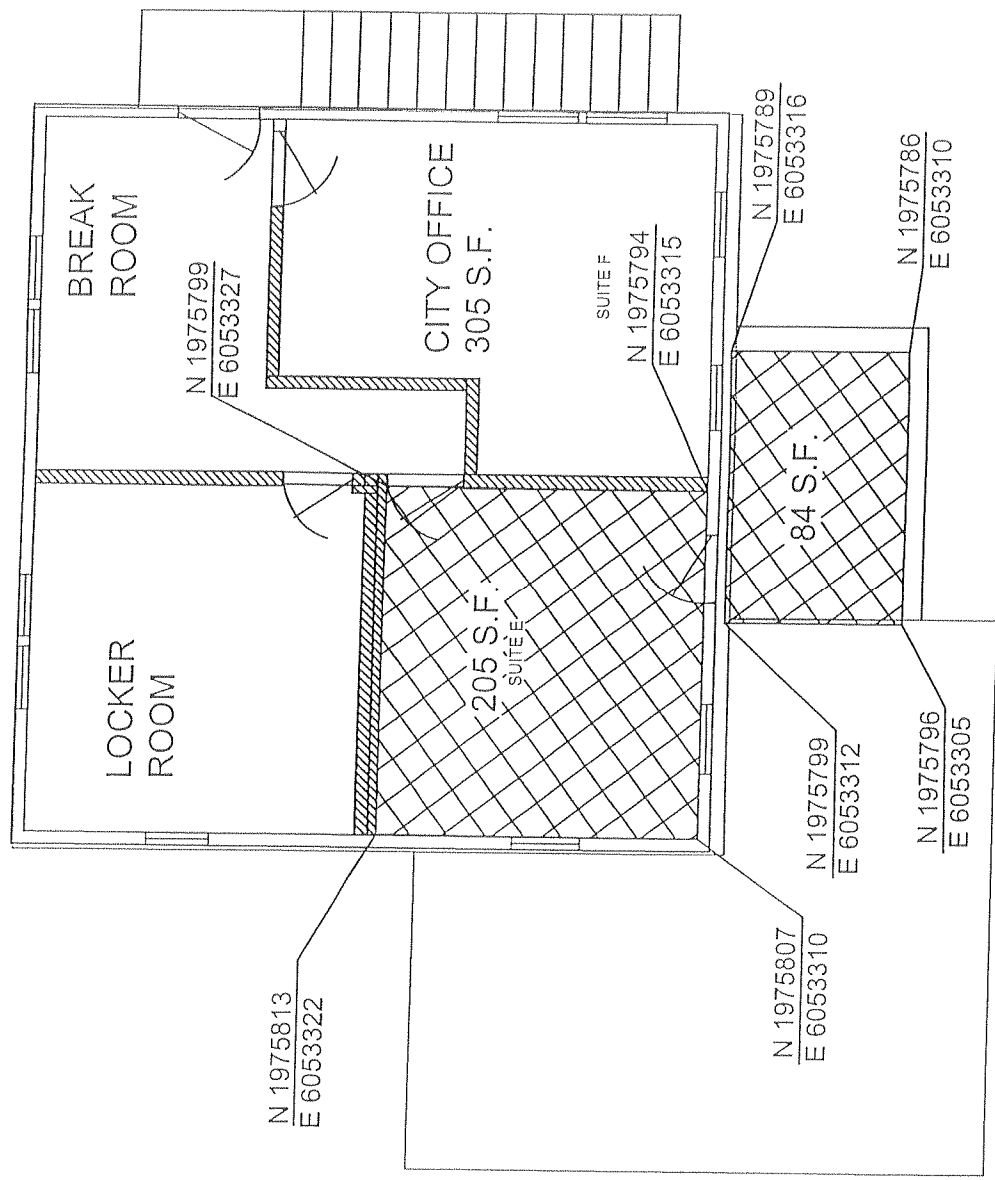 BREAK
ROOM
N 1975799
E 6053327
CITY OFFICE
305 S.F.
SUITE F
N 1975794
E 6053315
N 1975789
E 6053316
N 1975786
E 6053310
LOCKER
ROOM
205 S.F.
SUITE E
84 S.F.
N 1975799
E 6053312
N 1975796
E 6053305
N 1975813
E 6053322
N 1975807
E 6053310